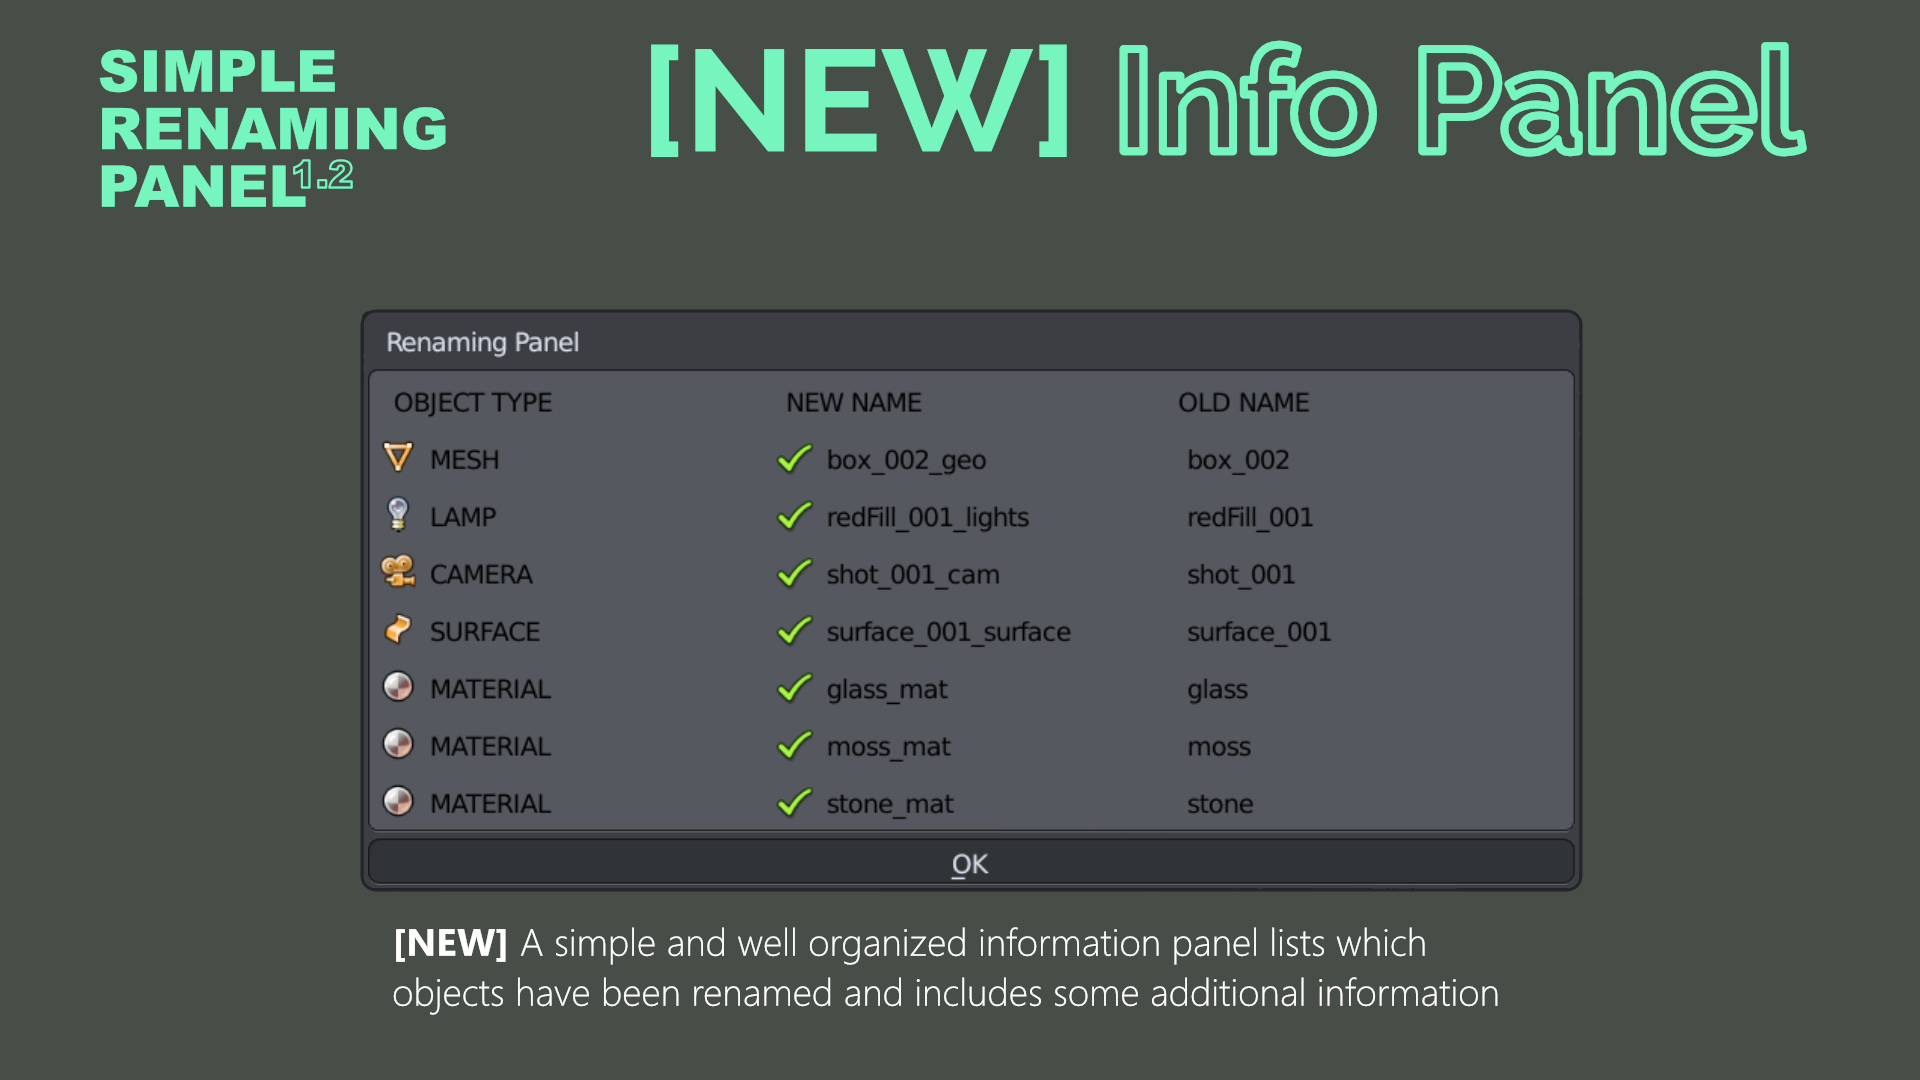 SIMPLE
RENAMING
PANEL1.2
[NEW] Info Panel
Renaming Panel
OBJECT TYPE NEW NAME OLD NAME
MESH box_002_geo box_002
LAMP redFill_001_lights redFill_001
CAMERA shot_001_cam shot_001
SURFACE surface_001_surface surface_001
MATERIAL glass_mat glass
MATERIAL moss_mat moss
MATERIAL stone_mat stone
OK
[NEW] A simple and well organized information panel lists which
objects have been renamed and includes some additional information